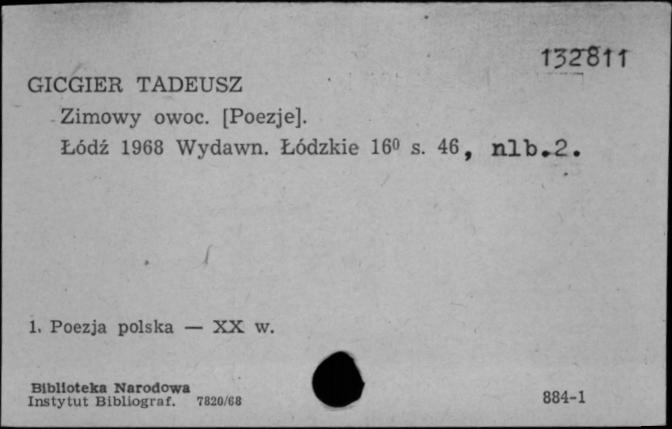 132811
GICGIER TADEUSZ
Zimowy owoc. [Poezje].
Łódź 1968 Wydawn. Łódzkie 16⁰ s. 46, nlb.2.
1. Poezja polska — XX w.
Biblioteka Narodowa
Instytut Bibliograf. 7820/68
884-1